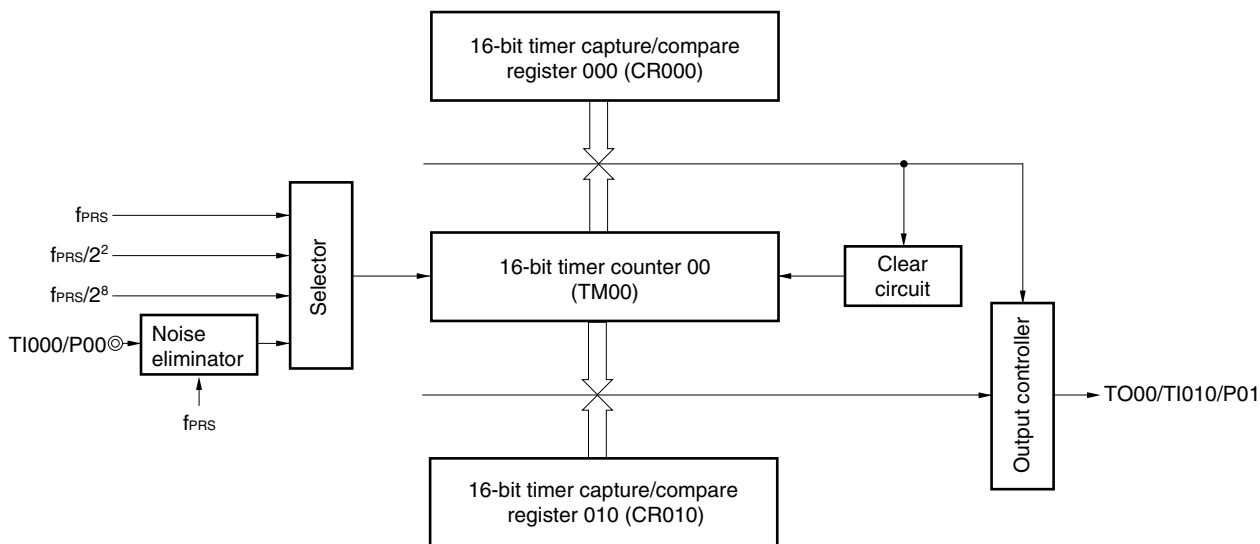 16-bit timer capture/compare
register 000 (CR000)
fPRS
fPRS/2²
fPRS/2⁸
TI000/P00
Noise
eliminator
fPRS
Selector
16-bit timer counter 00
(TM00)
Clear
circuit
Output controller
TO00/TI010/P01
16-bit timer capture/compare
register 010 (CR010)